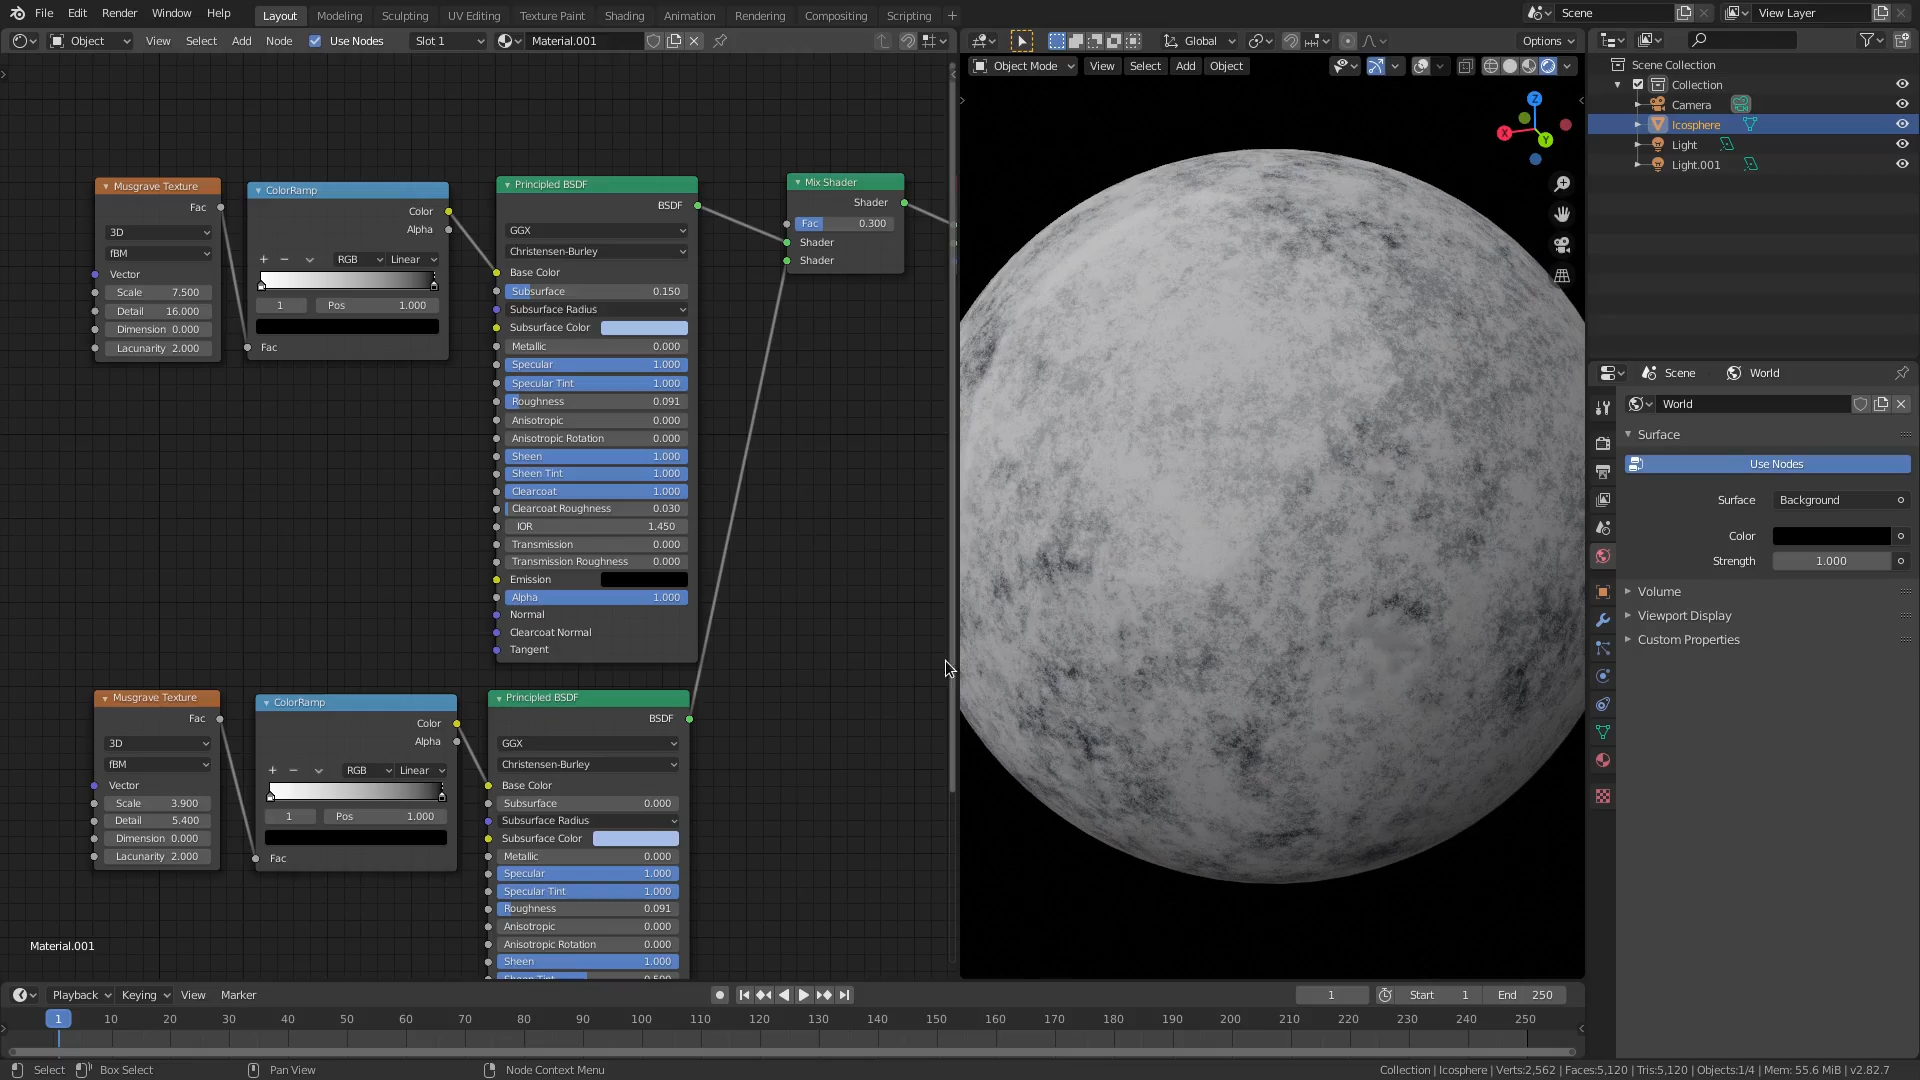 File Edit Render Window Help Layout Modeling Sculpting UV Editing Texture Paint Shading Animation Rendering Compositing Scripting + Scene View Layer
Object View Select Add Node Use Nodes Slot 1 Material.001 Global Options
Object Mode View Select Add Object
Scene Collection
Collection
Camera
Icosphere
Light
Light.001
Musgrave Texture
Fac
3D
fBM
Vector
Scale 7.500
Detail 16.000
Dimension 0.000
Lacunarity 2.000
ColorRamp
Color
Alpha
+ − RGB Linear
1 Pos 1.000
Fac
Principled BSDF
BSDF
GGX
Christensen-Burley
Base Color
Subsurface 0.150
Subsurface Radius
Subsurface Color
Metallic 0.000
Specular 1.000
Specular Tint 1.000
Roughness 0.091
Anisotropic 0.000
Anisotropic Rotation 0.000
Sheen 1.000
Sheen Tint 1.000
Clearcoat 1.000
Clearcoat Roughness 0.030
IOR 1.450
Transmission 0.000
Transmission Roughness 0.000
Emission
Alpha 1.000
Normal
Clearcoat Normal
Tangent
Mix Shader
Shader
Fac 0.300
Shader
Shader
Z
X
Y
Scene World
World
Surface
Use Nodes
Surface Background
Color
Strength 1.000
Volume
Viewport Display
Custom Properties
Musgrave Texture
Fac
3D
fBM
Vector
Scale 3.900
Detail 5.400
Dimension 0.000
Lacunarity 2.000
ColorRamp
Color
Alpha
+ − RGB Linear
1 Pos 1.000
Fac
Principled BSDF
BSDF
GGX
Christensen-Burley
Base Color
Subsurface 0.000
Subsurface Radius
Subsurface Color
Metallic 0.000
Specular 1.000
Specular Tint 1.000
Roughness 0.091
Anisotropic 0.000
Anisotropic Rotation 0.000
Sheen 1.000
Sheen Tint 0.500
Material.001
Playback Keying View Marker 1 Start 1 End 250
1 10 20 30 40 50 60 70 80 90 100 110 120 130 140 150 160 170 180 190 200 210 220 230 240 250
Select Box Select Pan View Node Context Menu Collection | Icosphere | Verts:2,562 | Faces:5,120 | Tris:5,120 | Objects:1/4 | Mem: 55.6 MiB | v2.82.7